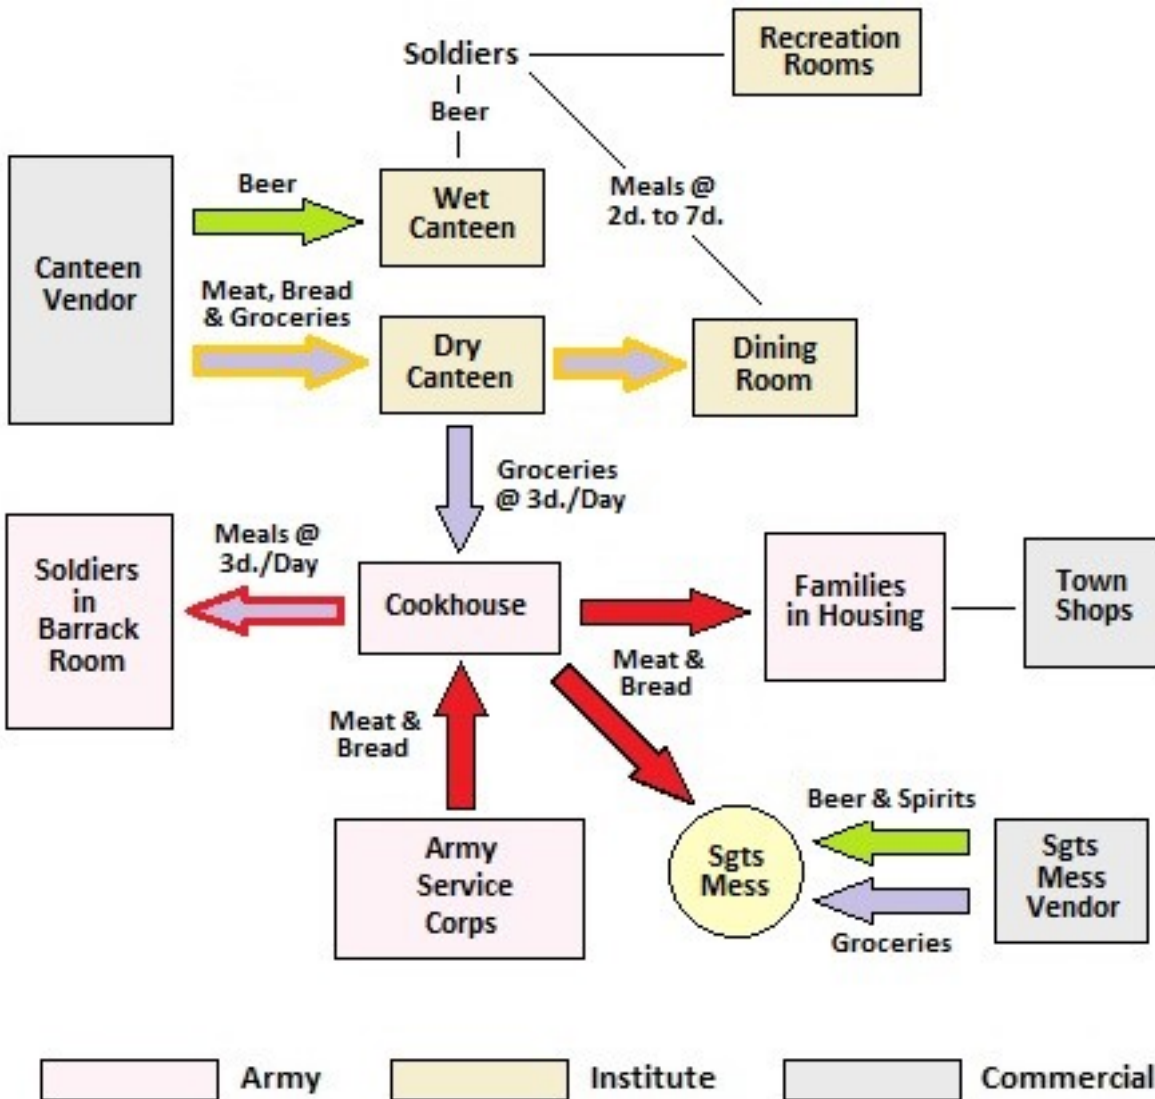 Soldiers
Recreation
Rooms
Beer
Canteen
Vendor
Beer
Wet
Canteen
Meals @
2d. to 7d.
Meat, Bread
& Groceries
Dry
Canteen
Dining
Room
Groceries
@ 3d./Day
Soldiers
in
Barrack
Room
Meals @
3d./Day
Cookhouse
Families
in Housing
Town
Shops
Meat &
Bread
Meat &
Bread
Army
Service
Corps
Sgts
Mess
Beer & Spirits
Groceries
Sgts
Mess
Vendor
Army
Institute
Commercial